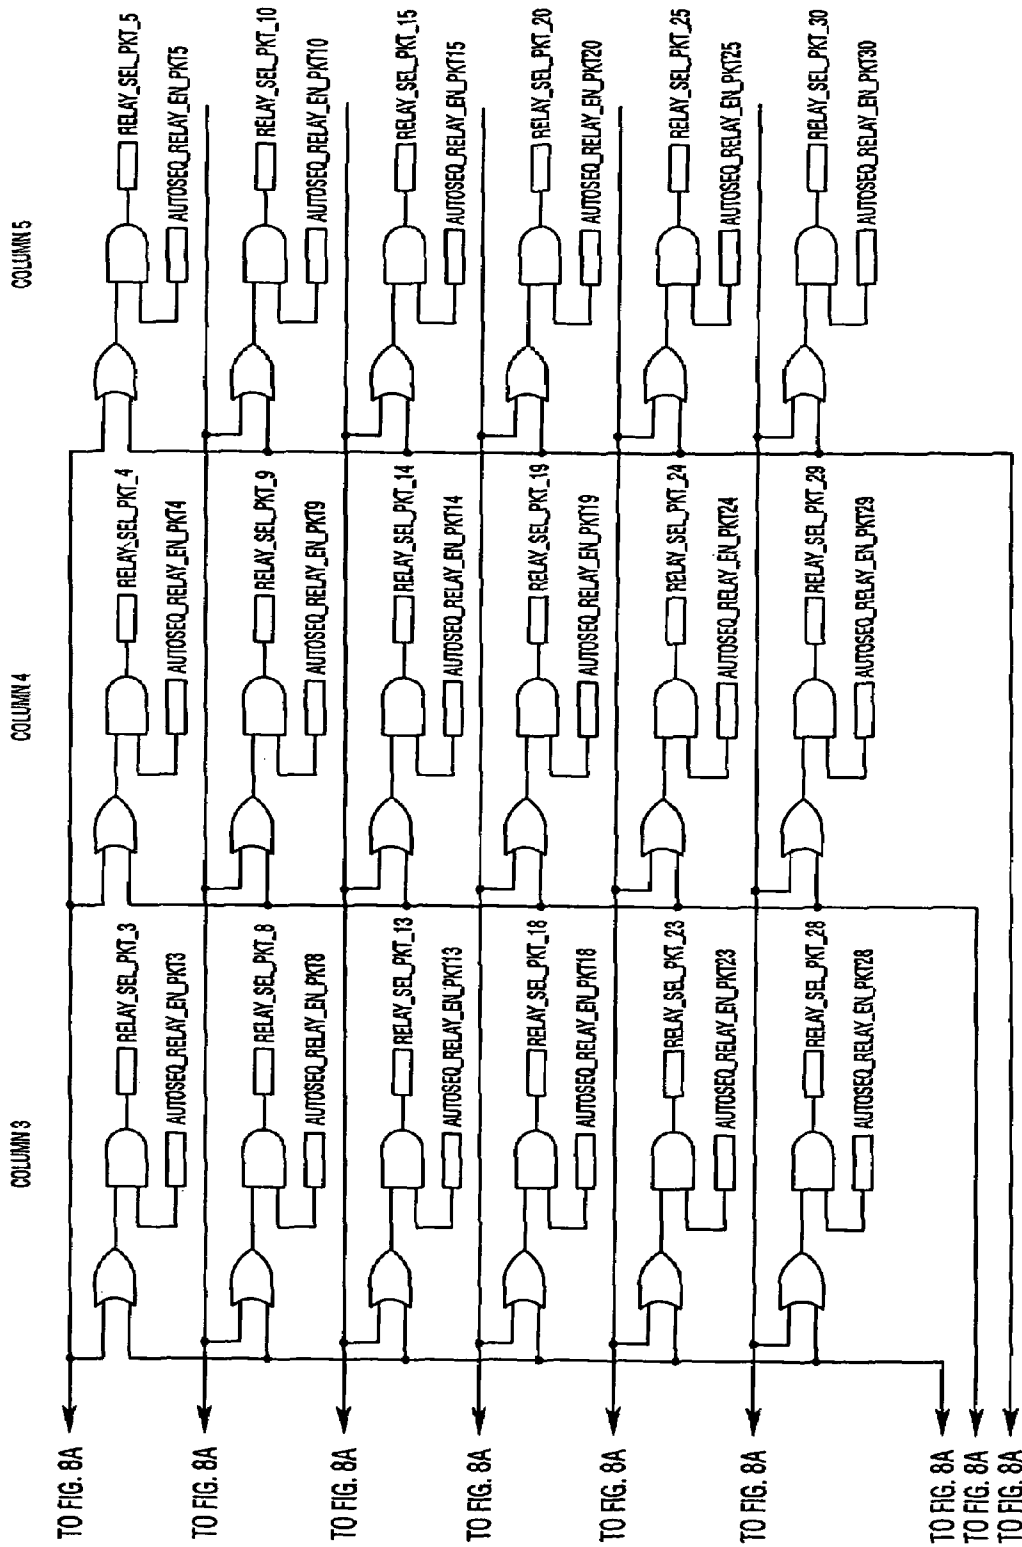 COLUMN 3
COLUMN 4
COLUMN 5
TO FIG. 8A
RELAY_SEL_PKT_3
AUTOSEQ_RELAY_EN_PKT3
RELAY_SEL_PKT_4
AUTOSEQ_RELAY_EN_PKT4
RELAY_SEL_PKT_5
AUTOSEQ_RELAY_EN_PKT5
TO FIG. 8A
RELAY_SEL_PKT_8
AUTOSEQ_RELAY_EN_PKT8
RELAY_SEL_PKT_9
AUTOSEQ_RELAY_EN_PKT9
RELAY_SEL_PKT_10
AUTOSEQ_RELAY_EN_PKT10
TO FIG. 8A
RELAY_SEL_PKT_13
AUTOSEQ_RELAY_EN_PKT13
RELAY_SEL_PKT_14
AUTOSEQ_RELAY_EN_PKT14
RELAY_SEL_PKT_15
AUTOSEQ_RELAY_EN_PKT15
TO FIG. 8A
RELAY_SEL_PKT_18
AUTOSEQ_RELAY_EN_PKT18
RELAY_SEL_PKT_19
AUTOSEQ_RELAY_EN_PKT19
RELAY_SEL_PKT_20
AUTOSEQ_RELAY_EN_PKT20
TO FIG. 8A
RELAY_SEL_PKT_23
AUTOSEQ_RELAY_EN_PKT23
RELAY_SEL_PKT_24
AUTOSEQ_RELAY_EN_PKT24
RELAY_SEL_PKT_25
AUTOSEQ_RELAY_EN_PKT25
TO FIG. 8A
RELAY_SEL_PKT_28
AUTOSEQ_RELAY_EN_PKT28
RELAY_SEL_PKT_29
AUTOSEQ_RELAY_EN_PKT29
RELAY_SEL_PKT_30
AUTOSEQ_RELAY_EN_PKT30
TO FIG. 8A
TO FIG. 8A
TO FIG. 8A